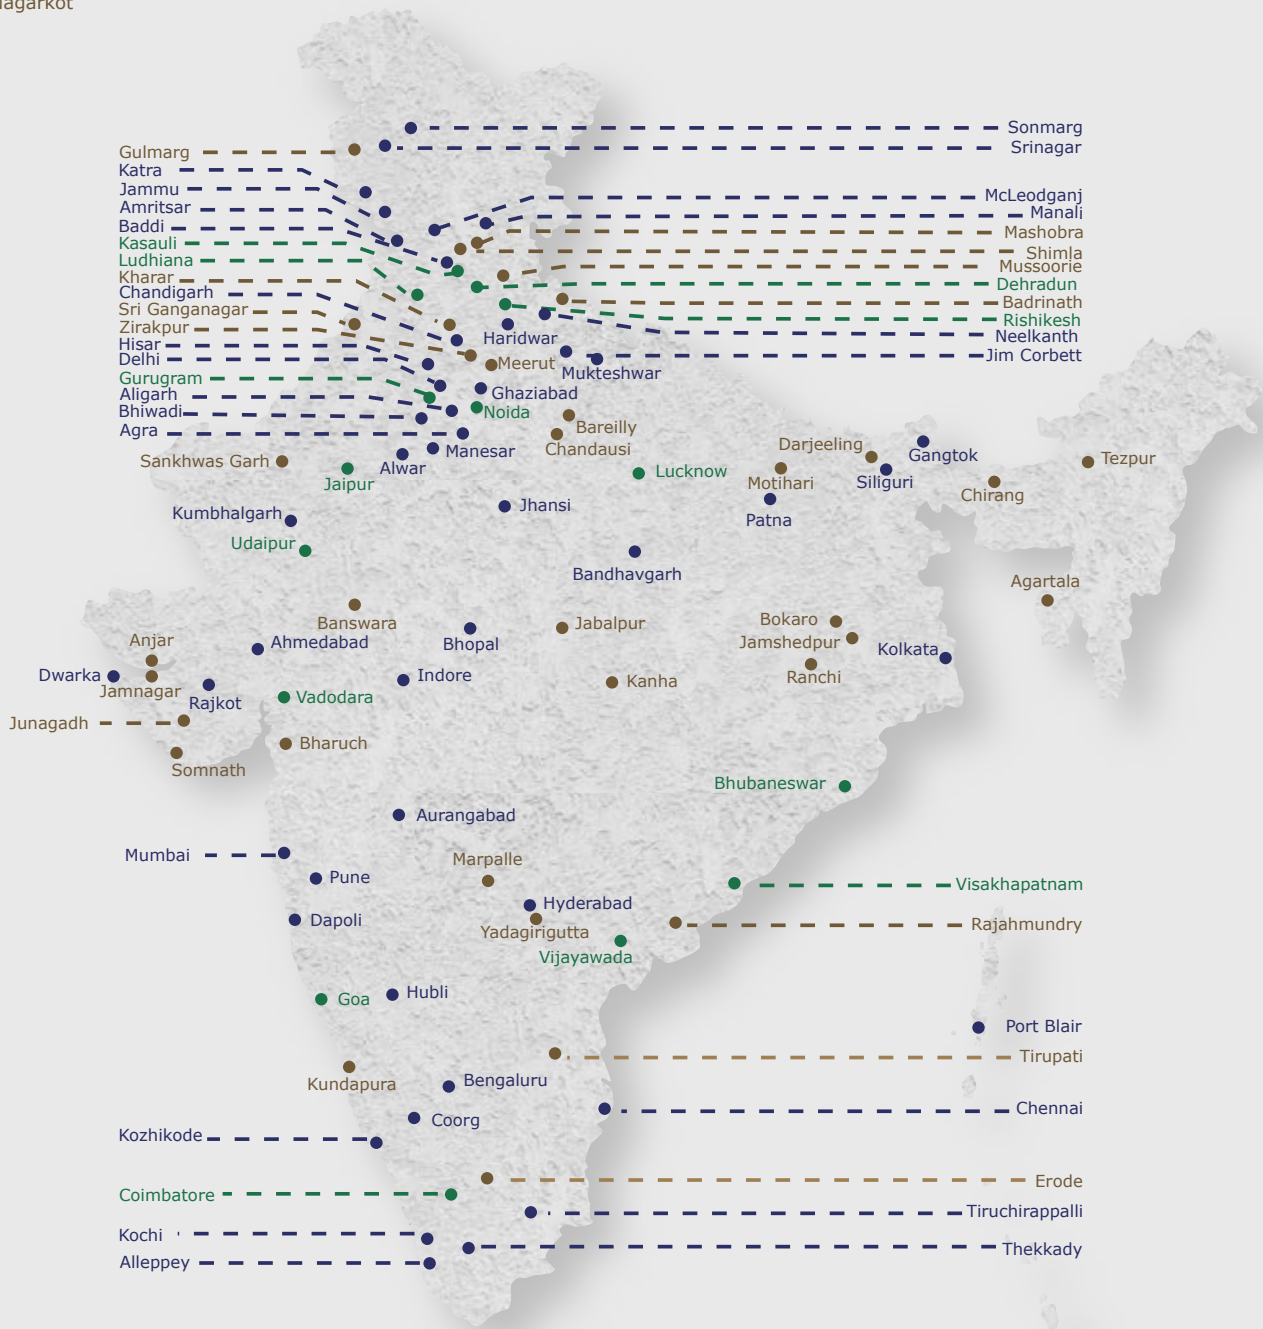 Sonmarg
Srinagar
Gulmarg
Katra
Jammu
Amritsar
Baddi
Kasauli
Ludhiana
Kharar
Chandigarh
Sri Ganganagar
Zirakpur
Hisar
Delhi
Gurugram
Aligarh
Bhiwadi
Agra
McLeodganj
Manali
Mashobra
Shimla
Mussoorie
Dehradun
Badrinath
Rishikesh
Neelkanth
Jim Corbett
Haridwar
Meerut
Mukteshwar
Ghaziabad
Noida
Bareilly
Chandausi
Manesar
Alwar
Sankhwas Garh
Jaipur
Lucknow
Darjeeling
Gangtok
Motihari
Siliguri
Tezpur
Chirang
Kumbhalgarh
Jhansi
Patna
Udaipur
Bandhavgarh
Agartala
Banswara
Jabalpur
Bokaro
Anjar
Ahmedabad
Bhopal
Jamshedpur
Kolkata
Dwarka
Jamnagar
Rajkot
Vadodara
Indore
Kanha
Ranchi
Junagadh
Bharuch
Somnath
Bhubaneswar
Aurangabad
Mumbai
Marpalle
Pune
Visakhapatnam
Hyderabad
Dapoli
Yadagirigutta
Rajahmundry
Vijayawada
Goa
Hubli
Port Blair
Tirupati
Kundapura
Bengaluru
Chennai
Coorg
Kozhikode
Erode
Coimbatore
Tiruchirappalli
Kochi
Thekkady
Alleppey